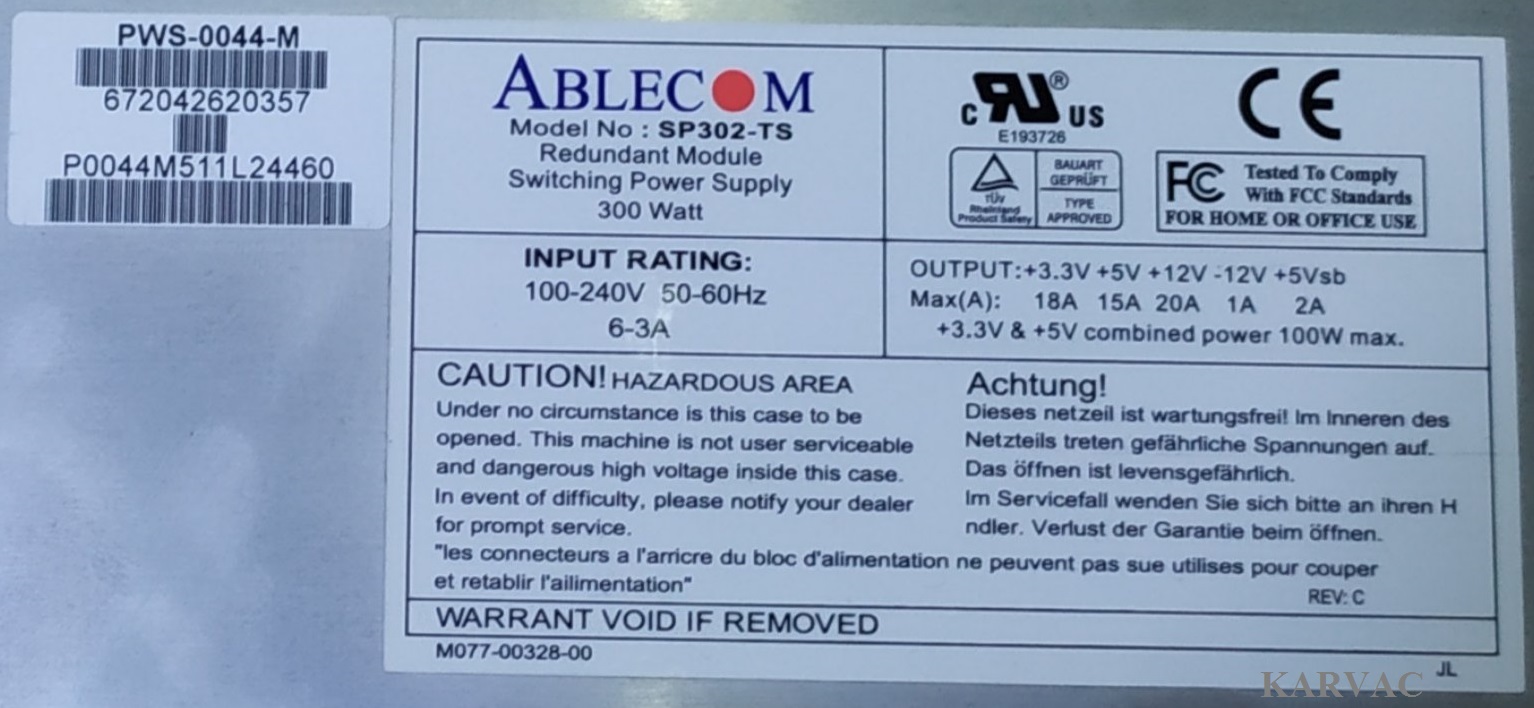 PWS-0044-M
672042620357
P0044M511L24460
ABLECOM
Model No : SP302-TS
Redundant Module
Switching Power Supply
300 Watt
C RU ® US
E193726
CE
TÜV
Rheinland
Product Safety
BAUART
GEPRÜFT
TYPE
APPROVED
FC Tested To Comply
With FCC Standards
FOR HOME OR OFFICE USE
INPUT RATING:
100-240V 50-60Hz
6-3A
OUTPUT:+3.3V +5V +12V -12V +5Vsb
Max(A): 18A 15A 20A 1A 2A
+3.3V & +5V combined power 100W max.
CAUTION! HAZARDOUS AREA
Under no circumstance is this case to be
opened. This machine is not user serviceable
and dangerous high voltage inside this case.
In event of difficulty, please notify your dealer
for prompt service.
Achtung!
Dieses netzeil ist wartungsfrei! Im Inneren des
Netzteils treten gefährliche Spannungen auf.
Das öffnen ist levensgefährlich.
Im Servicefall wenden Sie sich bitte an ihren H
ndler. Verlust der Garantie beim öffnen.
"les connecteurs a l'arricre du bloc d'alimentation ne peuvent pas sue utilises pour couper
et retablir l'ailimentation"
REV: C
WARRANT VOID IF REMOVED
M077-00328-00
JL
KARVAC